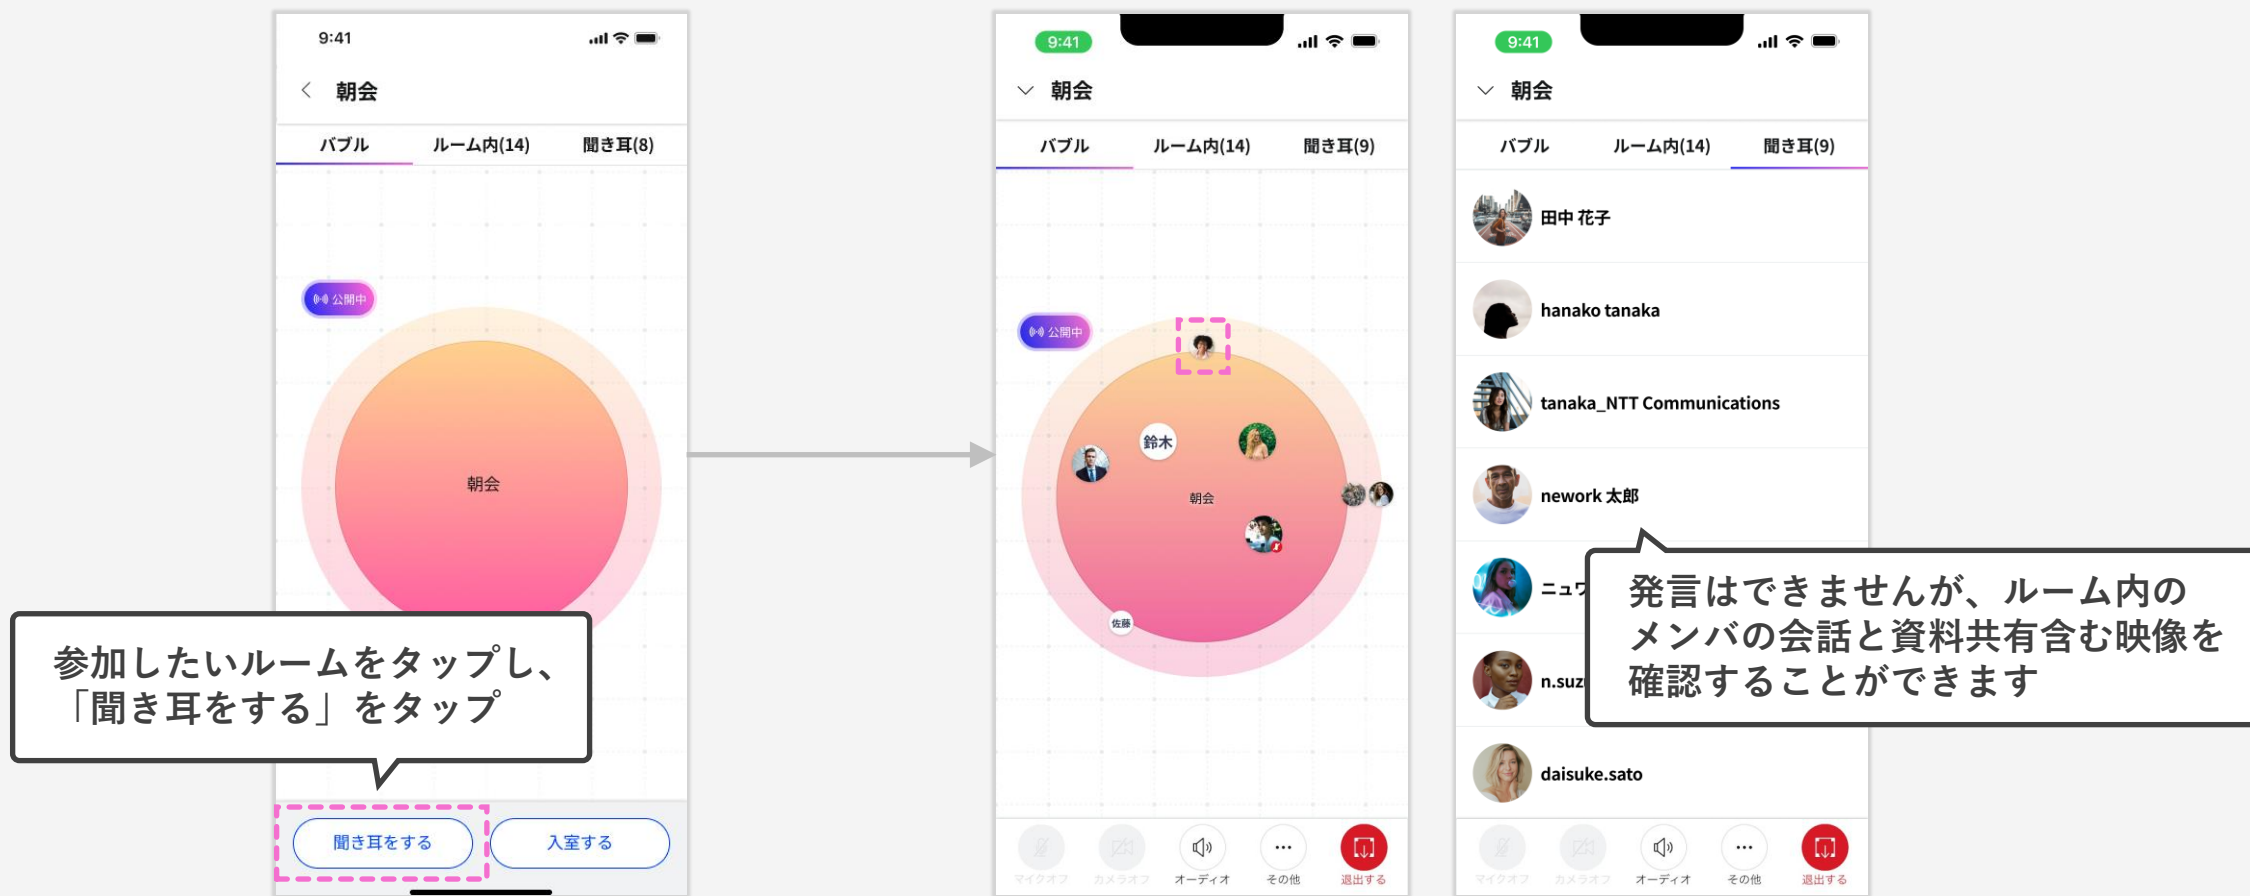 9:41
朝会
バブル ルーム内(14) 聞き耳(8)
公開中
朝会
参加したいルームをタップし、
「聞き耳をする」をタップ
聞き耳をする 入室する
9:41
朝会
バブル ルーム内(14) 聞き耳(9)
公開中
鈴木
朝会
佐藤
マイクオフ カメラオフ オーディオ その他 退出する
9:41
朝会
バブル ルーム内(14) 聞き耳(9)
田中 花子
hanako tanaka
tanaka_NTT Communications
nework 太郎
ニュワ
n.suz
daisuke.sato
発言はできませんが、ルーム内の
メンバの会話と資料共有含む映像を
確認することができます
マイクオフ カメラオフ オーディオ その他 退出する